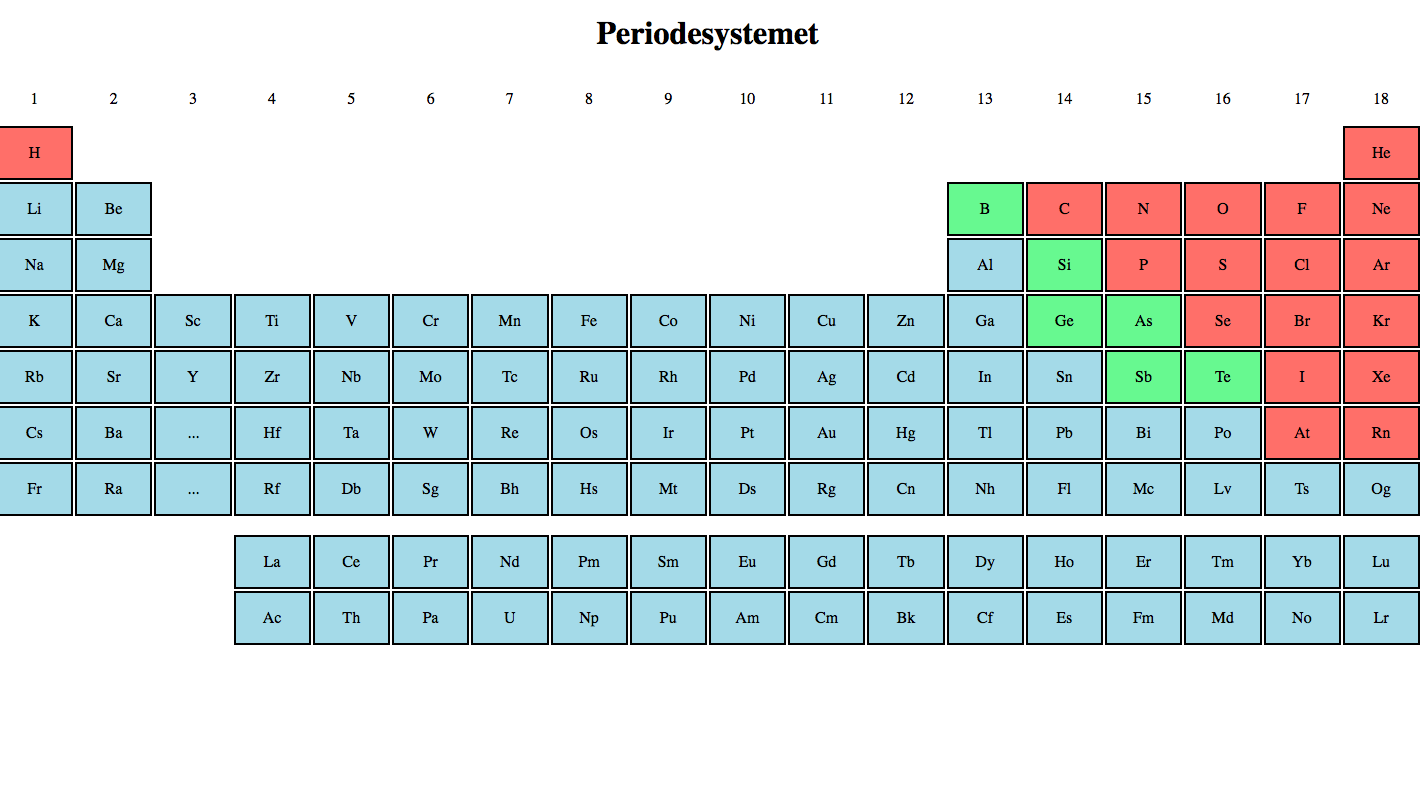 Periodesystemet
1 2 3 4 5 6 7 8 9 10 11 12 13 14 15 16 17 18
H He
Li Be B C N O F Ne
Na Mg Al Si P S Cl Ar
K Ca Sc Ti V Cr Mn Fe Co Ni Cu Zn Ga Ge As Se Br Kr
Rb Sr Y Zr Nb Mo Tc Ru Rh Pd Ag Cd In Sn Sb Te I Xe
Cs Ba ... Hf Ta W Re Os Ir Pt Au Hg Tl Pb Bi Po At Rn
Fr Ra ... Rf Db Sg Bh Hs Mt Ds Rg Cn Nh Fl Mc Lv Ts Og
La Ce Pr Nd Pm Sm Eu Gd Tb Dy Ho Er Tm Yb Lu
Ac Th Pa U Np Pu Am Cm Bk Cf Es Fm Md No Lr